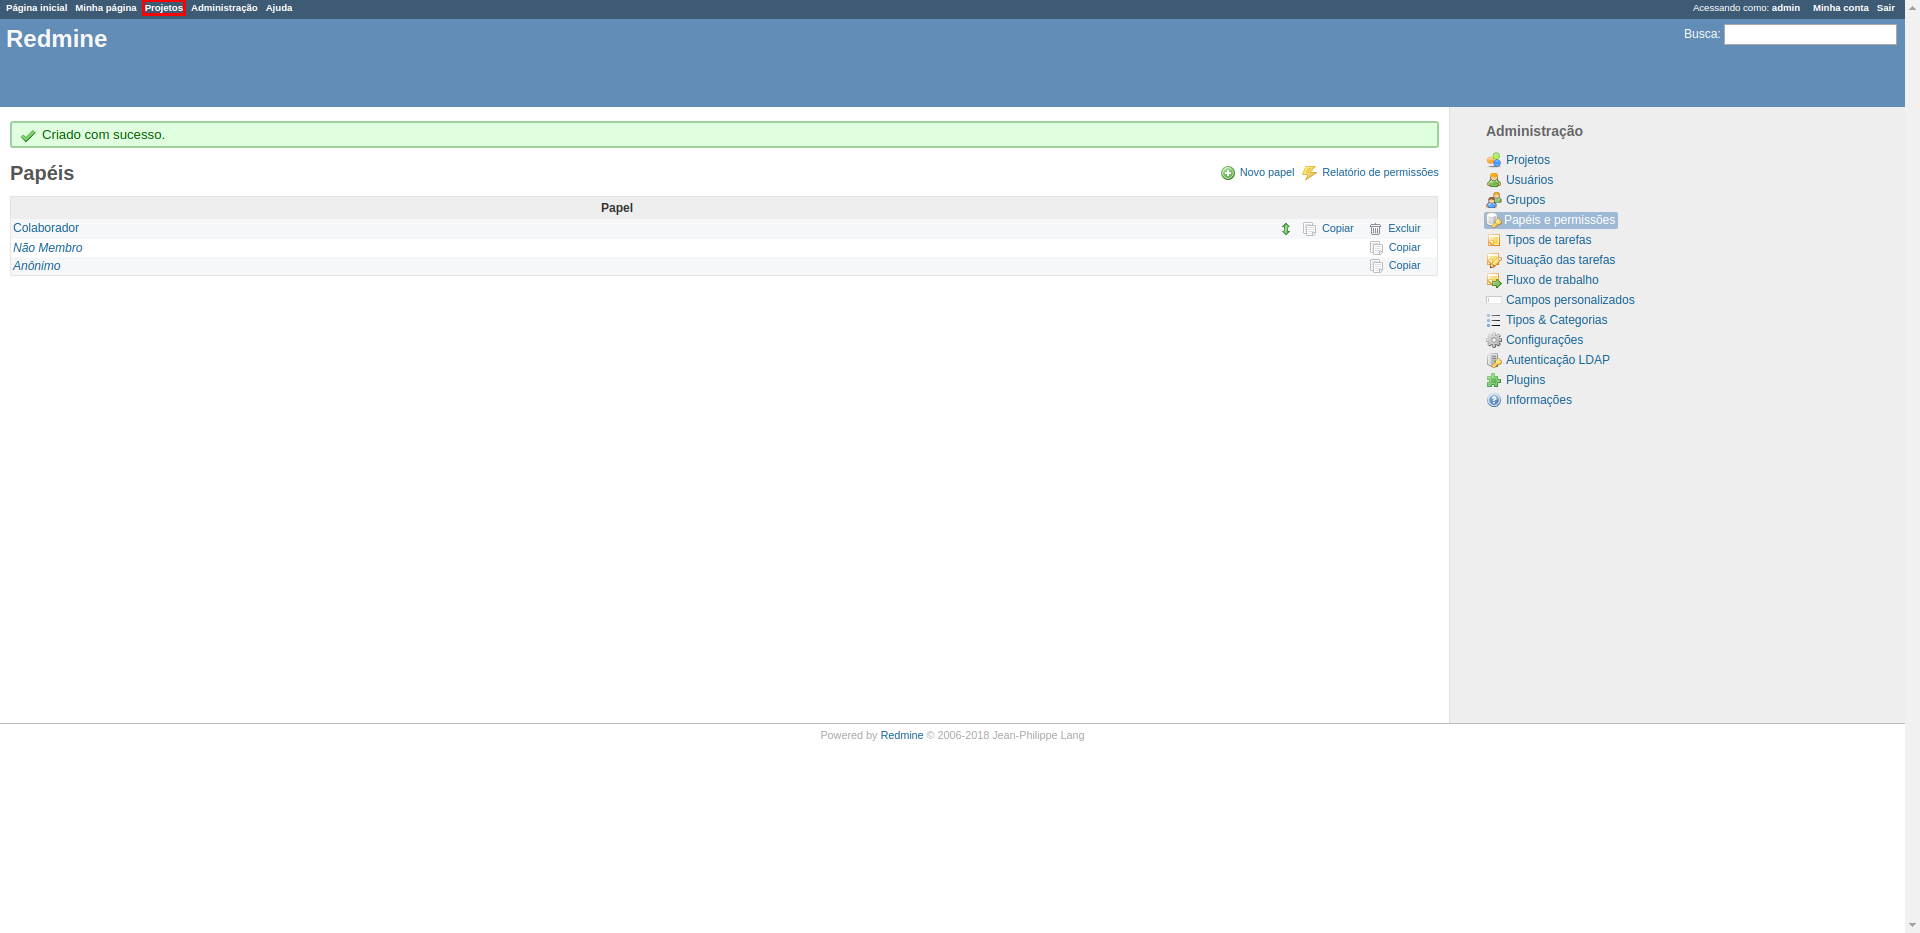 Página inicial Minha página Projetos Administração Ajuda Acessando como: admin Minha conta Sair
Redmine Busca:
Criado com sucesso.
Papéis Novo papel Relatório de permissões
Papel
Colaborador Copiar Excluir
Não Membro Copiar
Anônimo Copiar
Administração
Projetos
Usuários
Grupos
Papéis e permissões
Tipos de tarefas
Situação das tarefas
Fluxo de trabalho
Campos personalizados
Tipos & Categorias
Configurações
Autenticação LDAP
Plugins
Informações
Powered by Redmine © 2006-2018 Jean-Philippe Lang